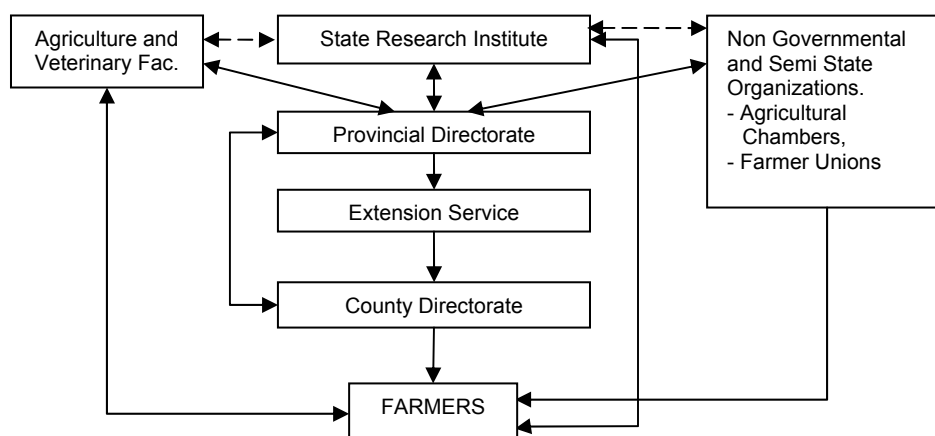 Agriculture and
Veterinary Fac.
State Research Institute
Non Governmental
and Semi State
Organizations.
- Agricultural
Chambers,
- Farmer Unions
Provincial Directorate
Extension Service
County Directorate
FARMERS